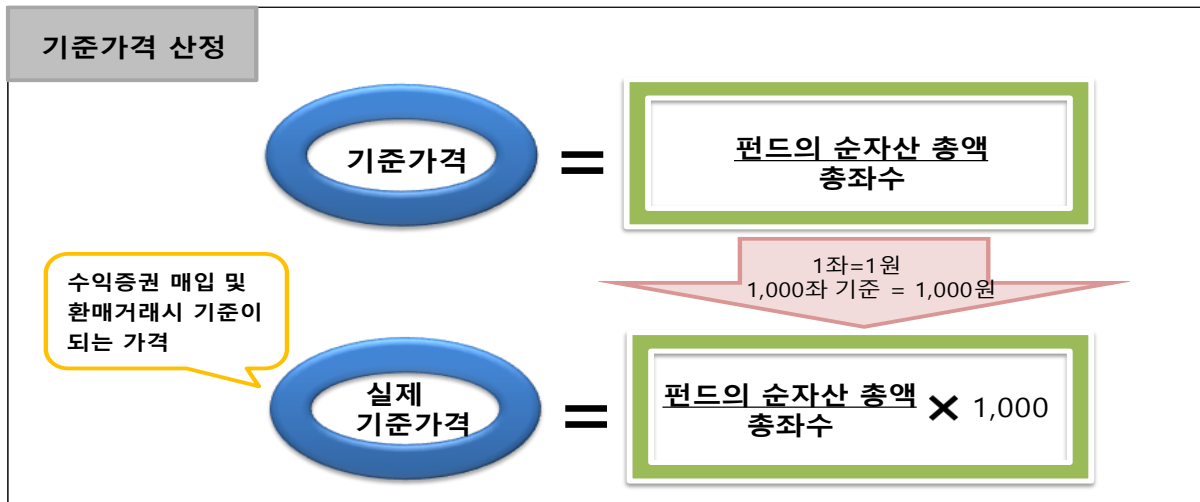 기준가격 산정
기준가격
=
펀드의 순자산 총액
총좌수
1좌=1원
1,000좌 기준 = 1,000원
수익증권 매입 및
환매거래시 기준이
되는 가격
실제
기준가격
=
펀드의 순자산 총액
총좌수
× 1,000